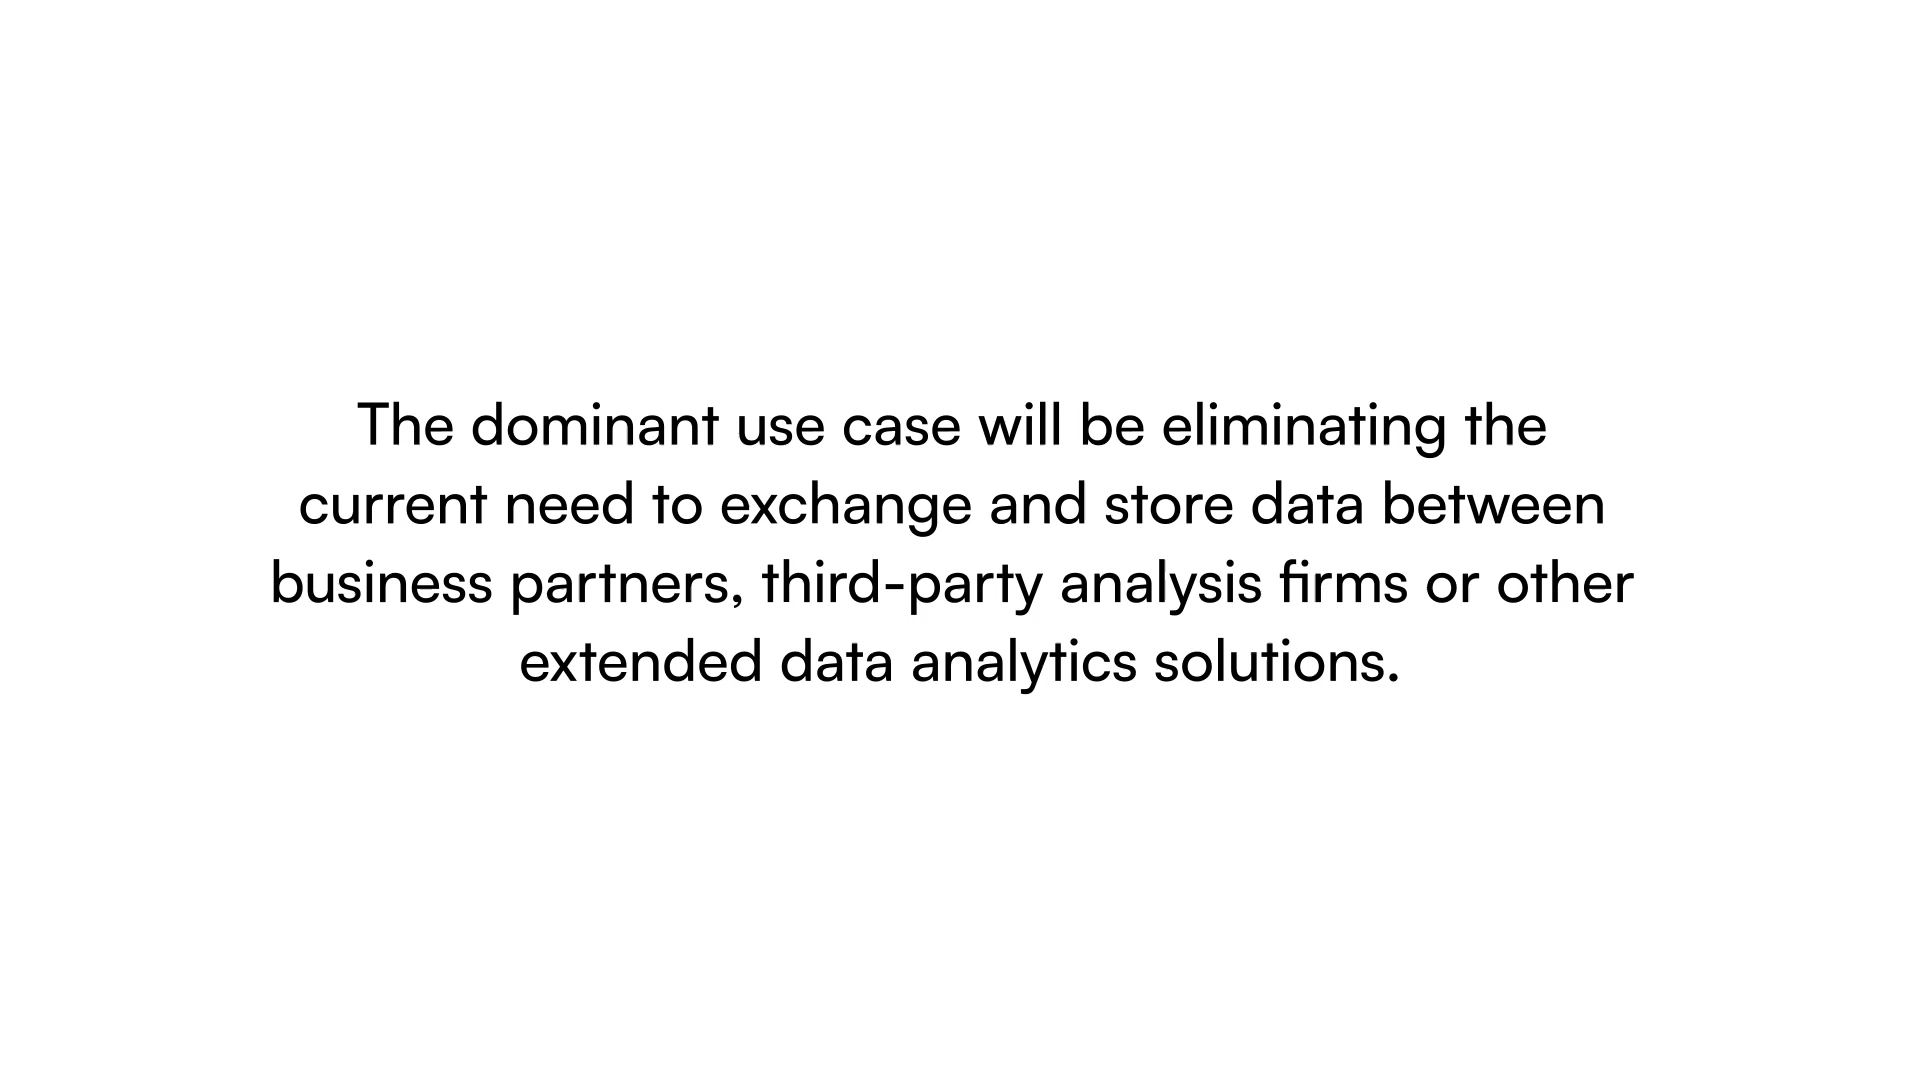 The dominant use case will be eliminating the
current need to exchange and store data between
business partners, third-party analysis firms or other
extended data analytics solutions.